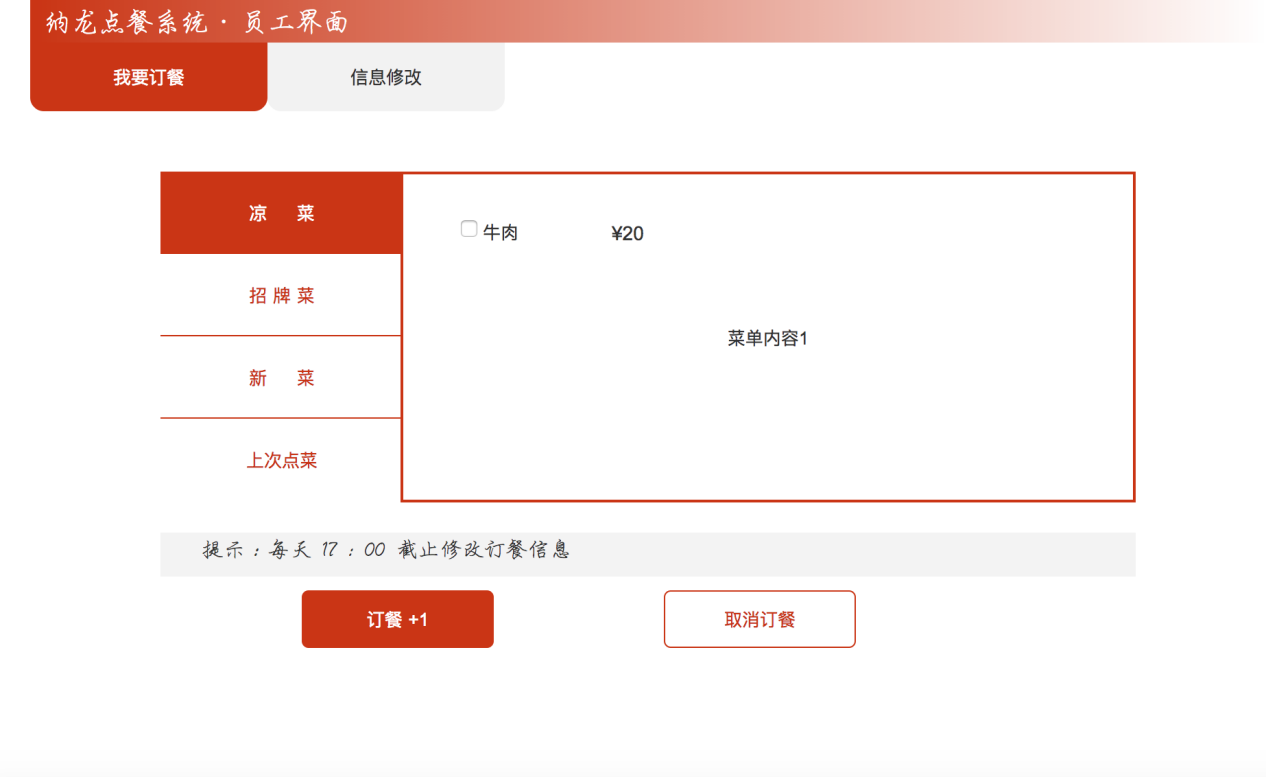 纳龙点餐系统·员工界面
我要订餐 信息修改
凉 菜
招 牌 菜
新 菜
上次点菜
牛肉 ¥20
菜单内容1
提示：每天 17：00 截止修改订餐信息
订餐 +1 取消订餐